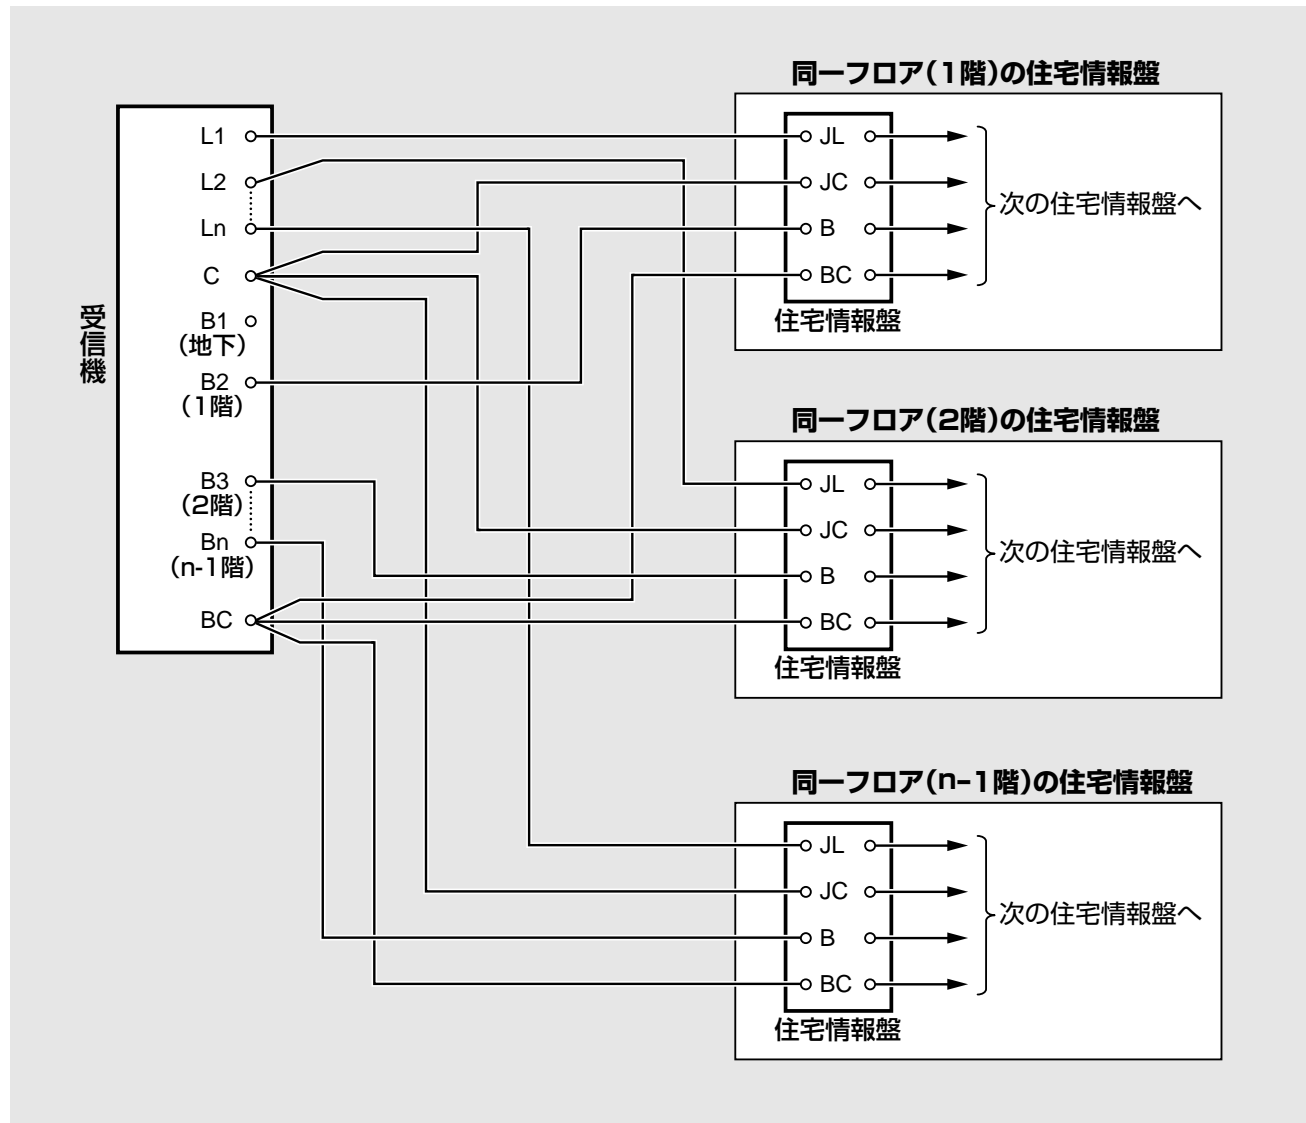 受信機
L1
L2
Ln
C
B1
(地下)
B2
(1階)
B3
(2階)
Bn
(n-1階)
BC
同一フロア(1階)の住宅情報盤
JL
JC
B
BC
次の住宅情報盤へ
住宅情報盤
同一フロア(2階)の住宅情報盤
JL
JC
B
BC
次の住宅情報盤へ
住宅情報盤
同一フロア(n-1階)の住宅情報盤
JL
JC
B
BC
次の住宅情報盤へ
住宅情報盤